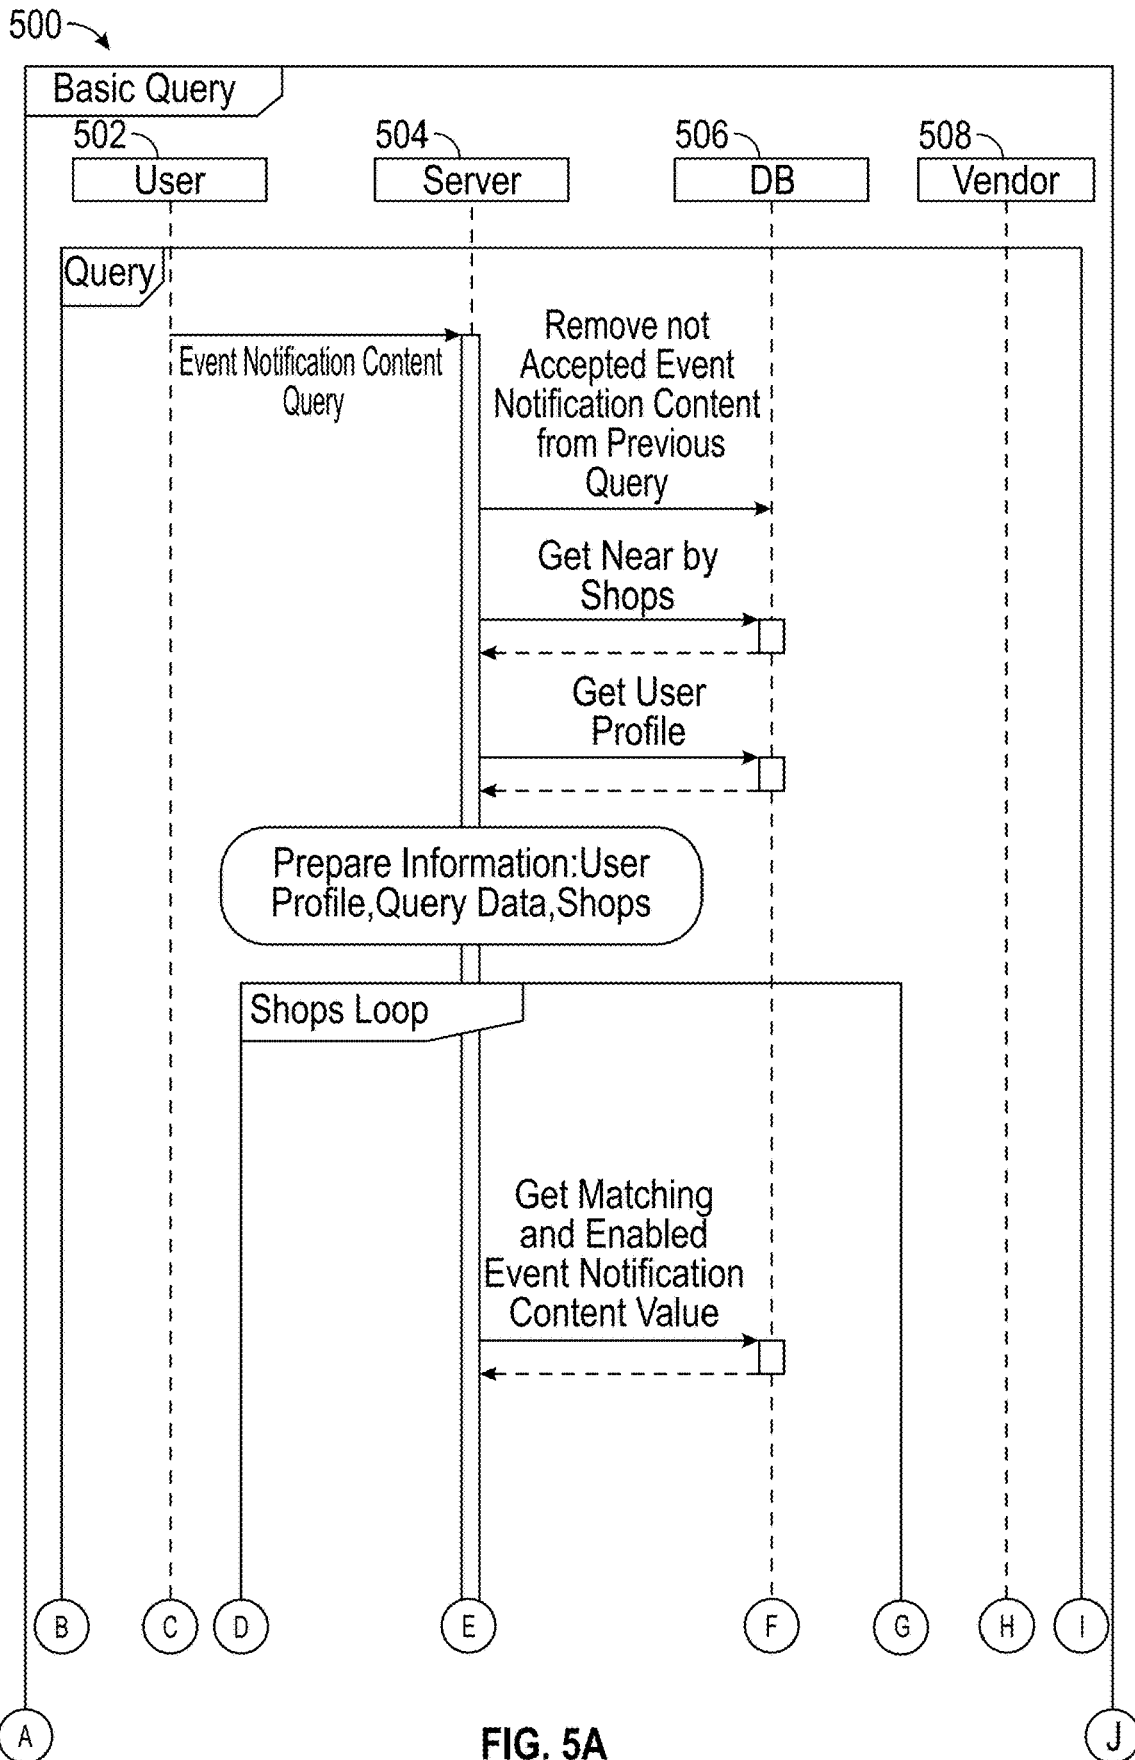 500
Basic Query
502
504
506
508
User
Server
DB
Vendor
Query
Event Notification Content
Query
Remove not
Accepted Event
Notification Content
from Previous
Query
Get Near by
Shops
Get User
Profile
Prepare Information:User
Profile,Query Data,Shops
Shops Loop
Get Matching
and Enabled
Event Notification
Content Value
B
C
D
E
F
G
H
I
A
J
FIG. 5A